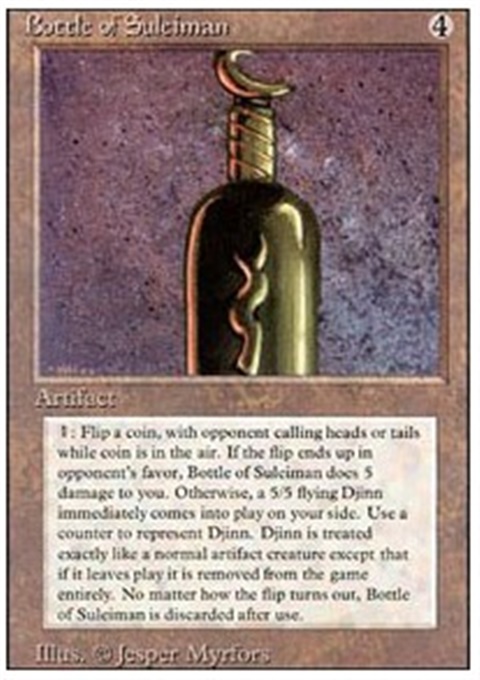 Bottle of Suleiman 4
Artifact
1: Flip a coin, with opponent calling heads or tails
while coin is in the air. If the flip ends up in
opponent's favor, Bottle of Suleiman does 5
damage to you. Otherwise, a 5/5 flying Djinn
immediately comes into play on your side. Use a
counter to represent Djinn. Djinn is treated
exactly like a normal artifact creature except that
if it leaves play it is removed from the game
entirely. No matter how the flip turns out, Bottle
of Suleiman is discarded after use.
Illus. © Jesper Myrfors